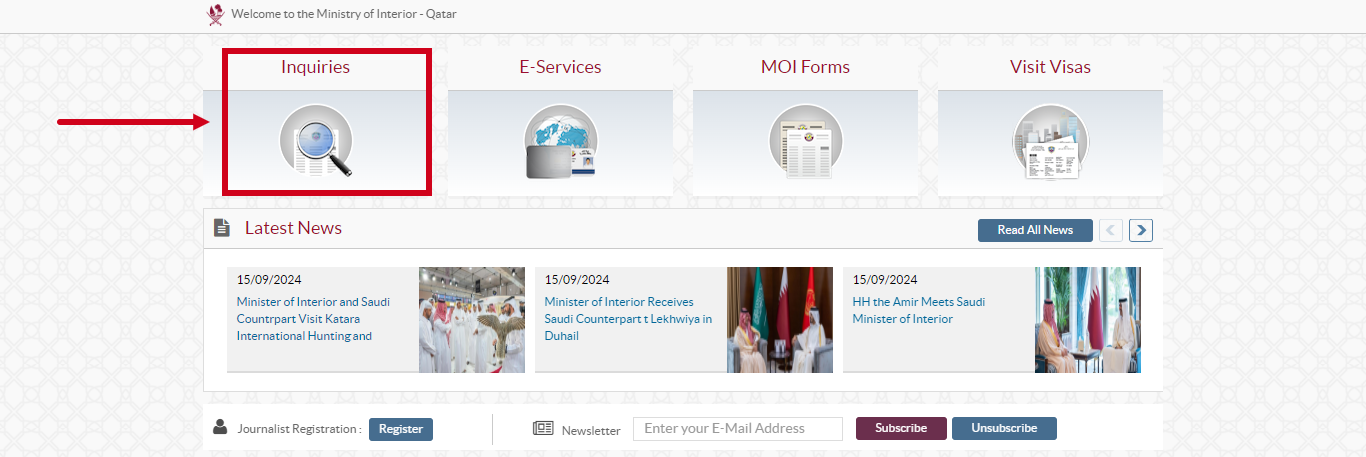 Welcome to the Ministry of Interior - Qatar
Inquiries
E-Services
MOI Forms
Visit Visas
Latest News
Read All News
15/09/2024
Minister of Interior and Saudi
Countrpart Visit Katara
International Hunting and
15/09/2024
Minister of Interior Receives
Saudi Counterpart t Lekhwiya in
Duhail
15/09/2024
HH the Amir Meets Saudi
Minister of Interior
Journalist Registration :
Register
Newsletter
Enter your E-Mail Address
Subscribe
Unsubscribe